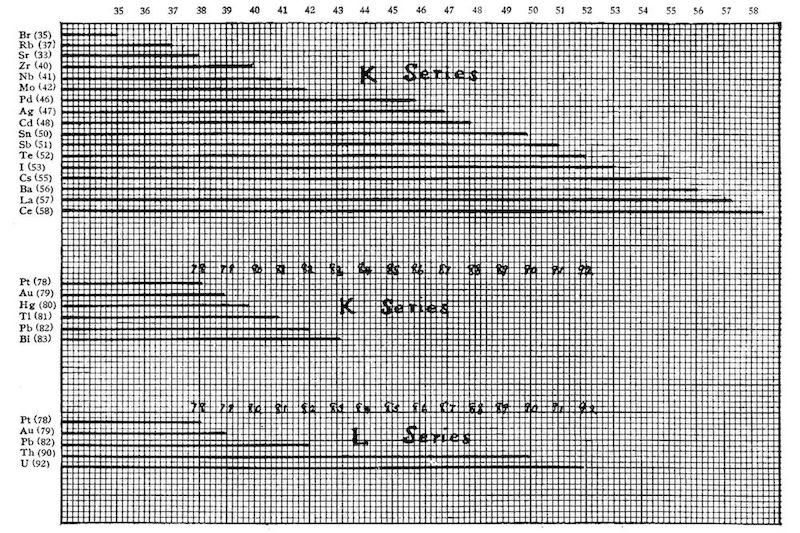 35 36 37 38 39 40 41 42 43 44 45 46 47 48 49 50 51 52 53 54 55 56 57 58
Br (35)
Rb (37)
Sr (33)
Zr (40)
Nb (41)
Mo (42)
K Series
Pd (46)
Ag (47)
Cd (48)
Sn (50)
Sb (51)
Te (52)
I (53)
Cs (55)
Ba (56)
La (57)
Ce (58)
78 79 80 81 82 83 84 85 86 87 88 89 90 91 92
Pt (78)
Au (79)
Hg (80)
K Series
Tl (81)
Pb (82)
Bi (83)
78 79 80 81 82 83 84 85 86 87 88 89 90 91 92
Pt (78)
Au (79)
L Series
Pb (82)
Th (90)
U (92)